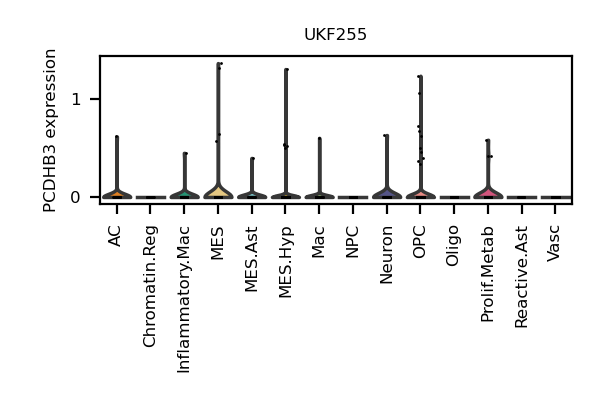 UKF255
PCDHB3 expression
1
0
AC
Chromatin.Reg
Inflammatory.Mac
MES
MES.Ast
MES.Hyp
Mac
NPC
Neuron
OPC
Oligo
Prolif.Metab
Reactive.Ast
Vasc